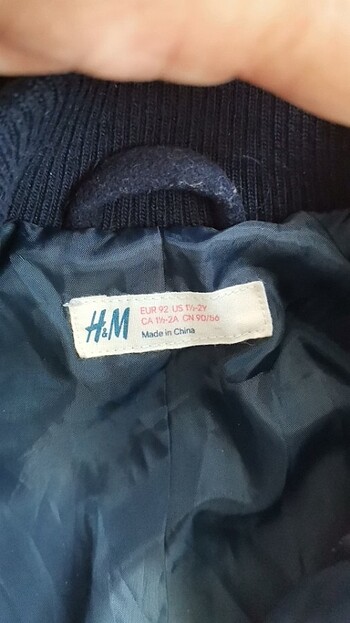 H&M
EUR 92 US 1½-2Y
CA 1½-2A CN 90/56
Made in China